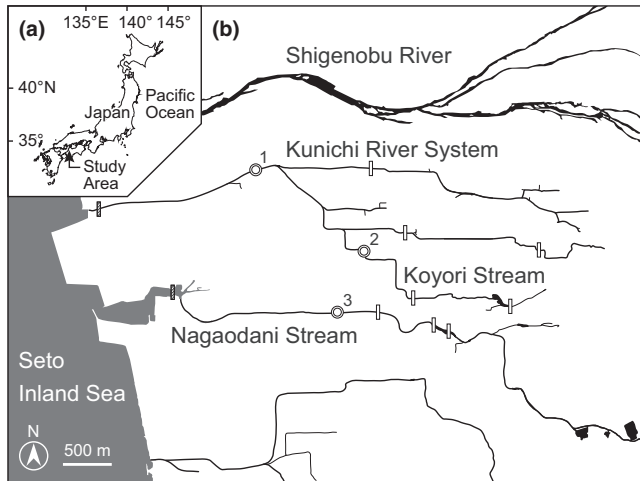 (a)
135°E
140°
145°
40°N
35°
Japan
Pacific
Ocean
Study
Area
(b)
Shigenobu River
1
Kunichi River System
2
Koyori Stream
3
Nagaodani Stream
Seto
Inland Sea
N
500 m